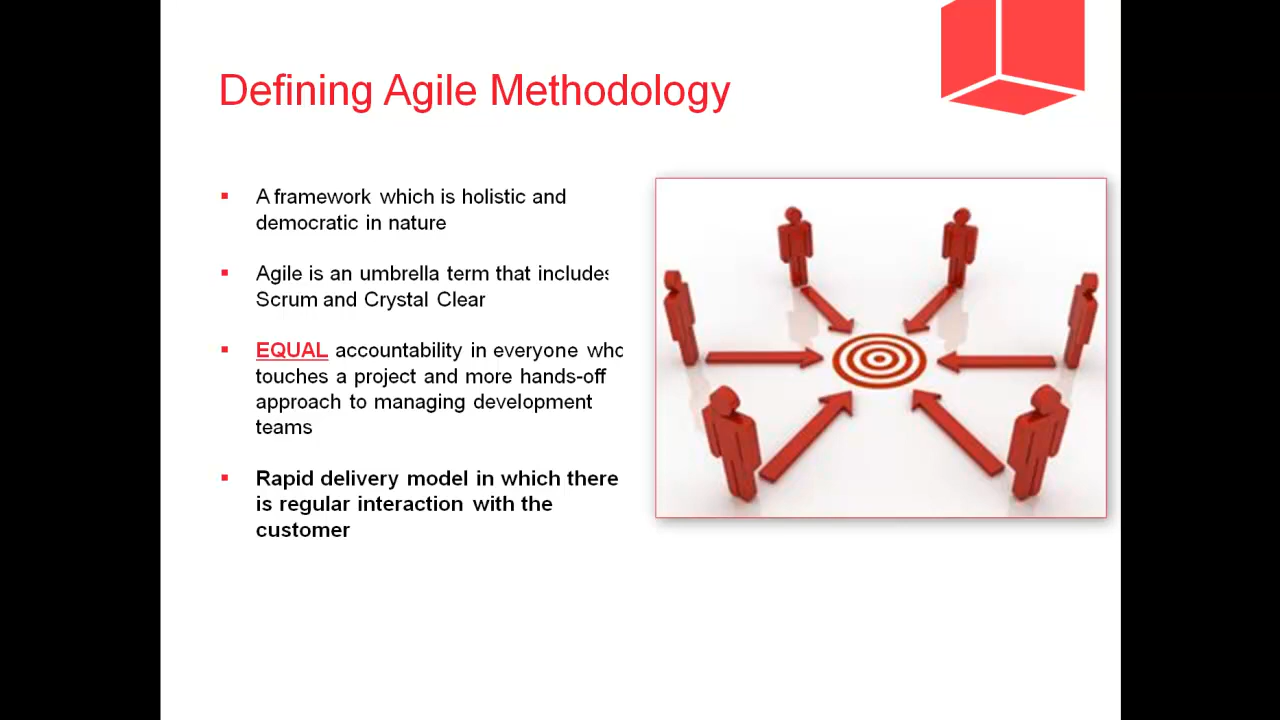 Defining Agile Methodology
A framework which is holistic and
democratic in nature
Agile is an umbrella term that includes
Scrum and Crystal Clear
EQUAL accountability in everyone who
touches a project and more hands-off
approach to managing development
teams
Rapid delivery model in which there
is regular interaction with the
customer